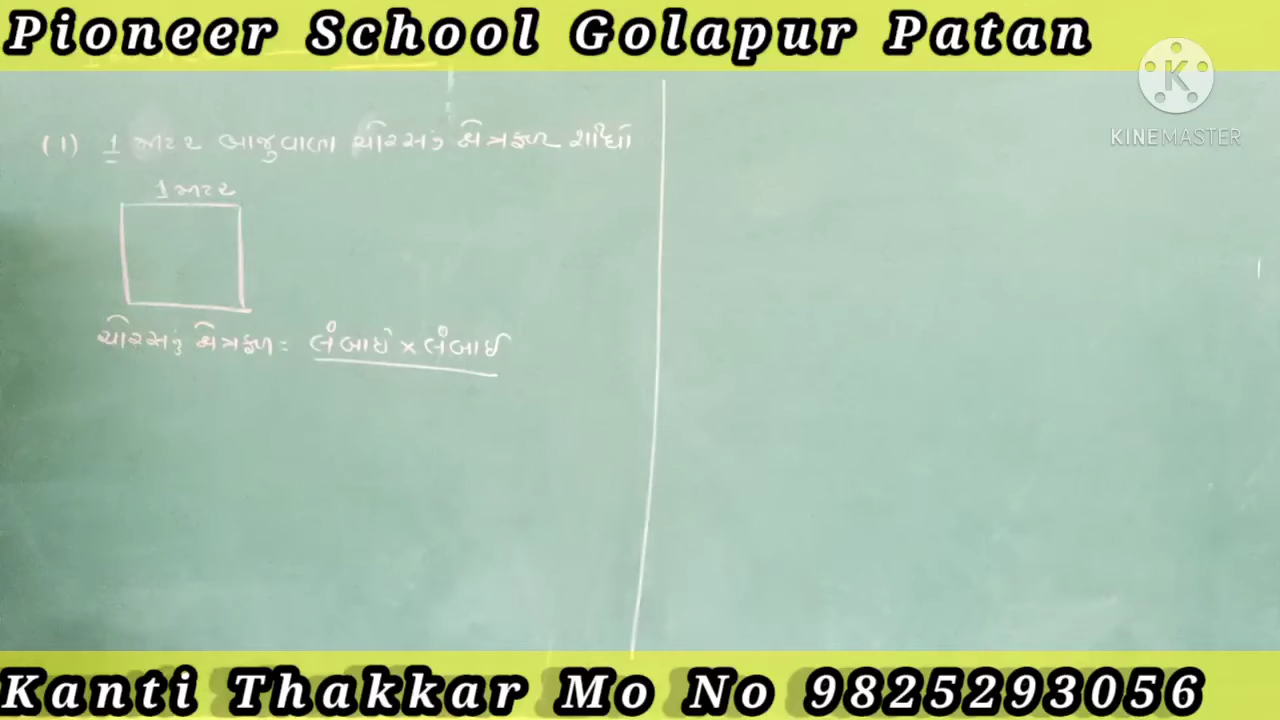 Pioneer School Golapur Patan
KINEMASTER
(1) 1 મીટર બાજુવાળા ચોરસનું ક્ષેત્રફળ શોધો
1 મીટર
ચોરસનું ક્ષેત્રફળ = લંબાઈ × લંબાઈ
Kanti Thakkar Mo No 9825293056